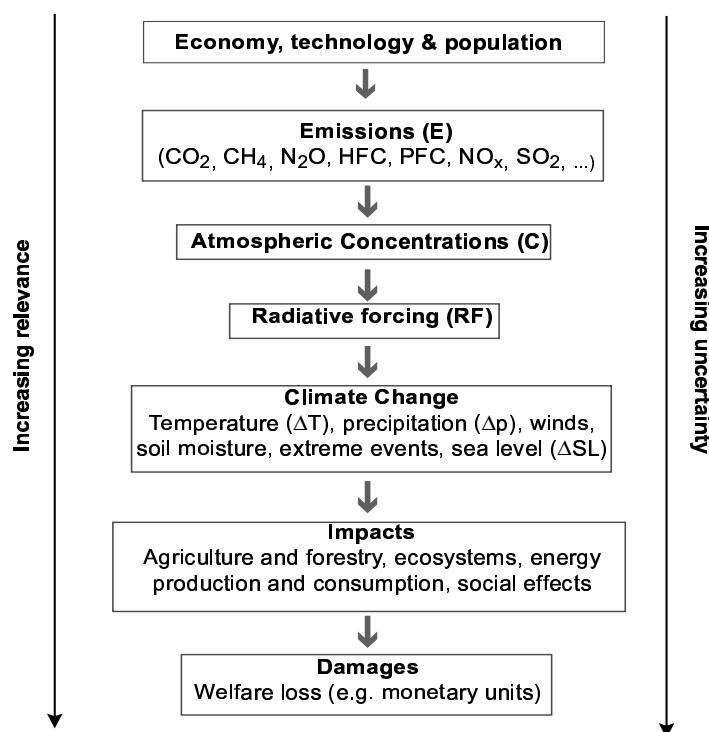 Economy, technology & population
Emissions (E)
(CO2, CH4, N2O, HFC, PFC, NOx, SO2, ...)
Atmospheric Concentrations (C)
Radiative forcing (RF)
Climate Change
Temperature (ΔT), precipitation (Δp), winds,
soil moisture, extreme events, sea level (ΔSL)
Impacts
Agriculture and forestry, ecosystems, energy
production and consumption, social effects
Damages
Welfare loss (e.g. monetary units)
Increasing relevance
Increasing uncertainty